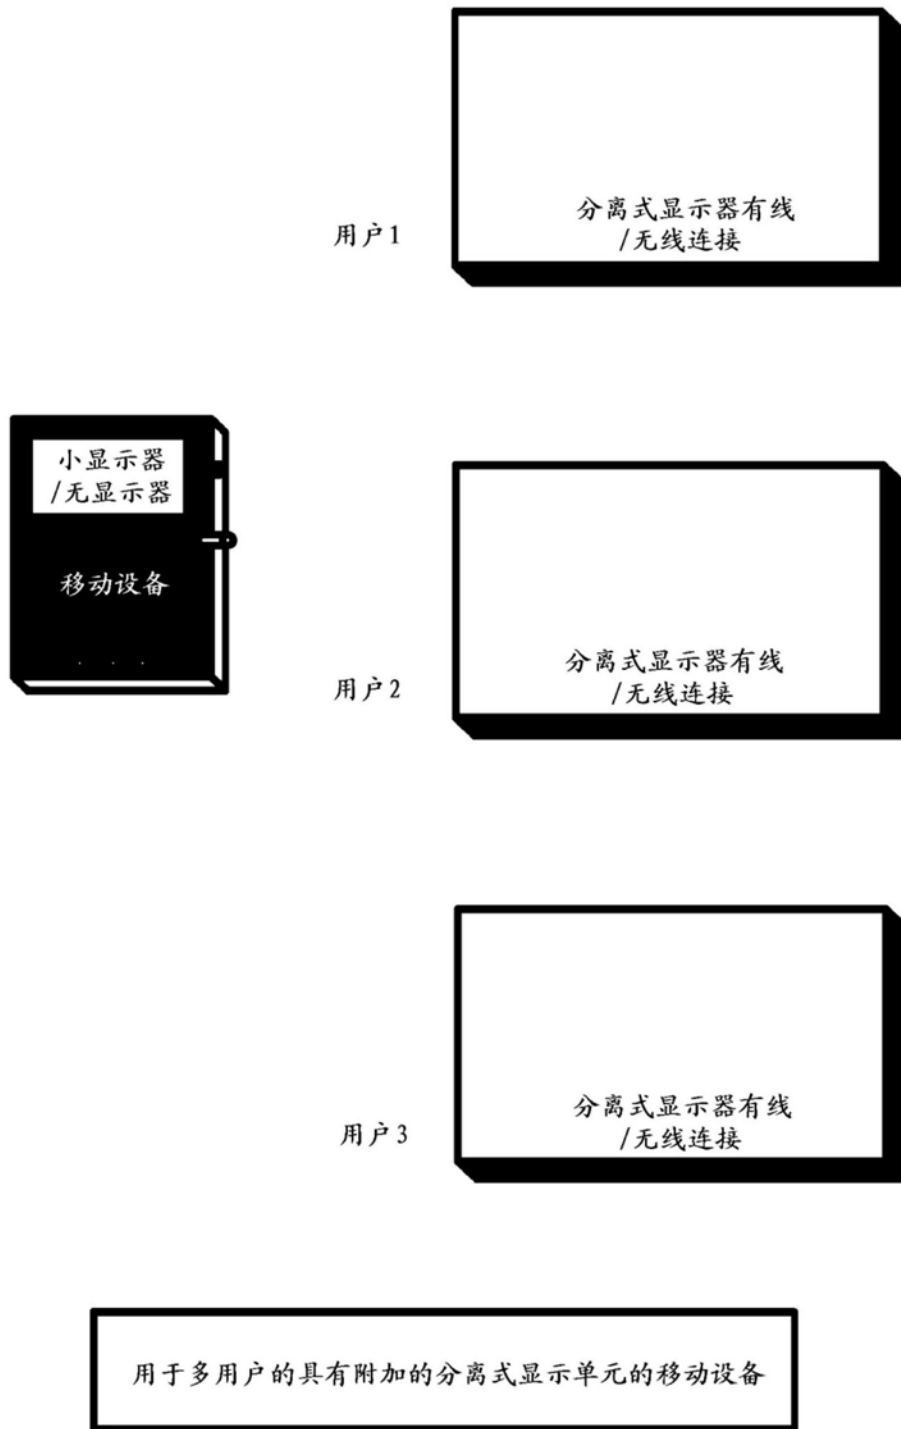 分离式显示器有线
/无线连接
用户1
小显示器
/无显示器
移动设备
分离式显示器有线
/无线连接
用户2
分离式显示器有线
/无线连接
用户3
用于多用户的具有附加的分离式显示单元的移动设备